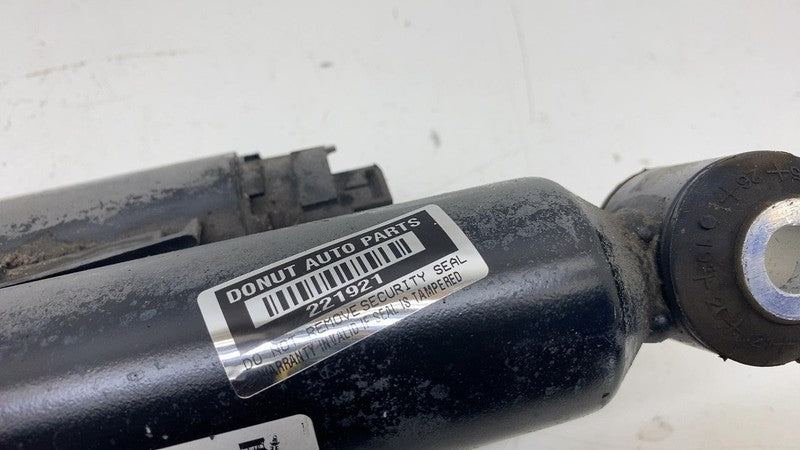 DONUT AUTO PARTS
221921
DO NOT REMOVE SECURITY SEAL
WARRANTY INVALID IF SEAL IS TAMPERED